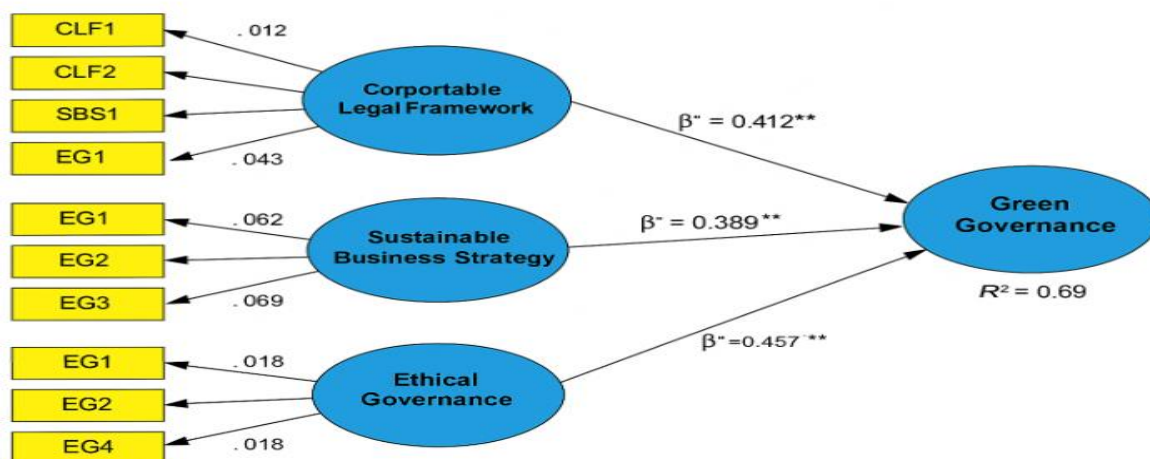 CLF1
CLF2
SBS1
EG1
.012
.043
Corportable
Legal Framework
β" = 0.412**
EG1
EG2
EG3
.062
.069
Sustainable
Business Strategy
β" = 0.389**
EG1
EG2
EG4
.018
.018
Ethical
Governance
β"=0.457**
Green
Governance
R² = 0.69